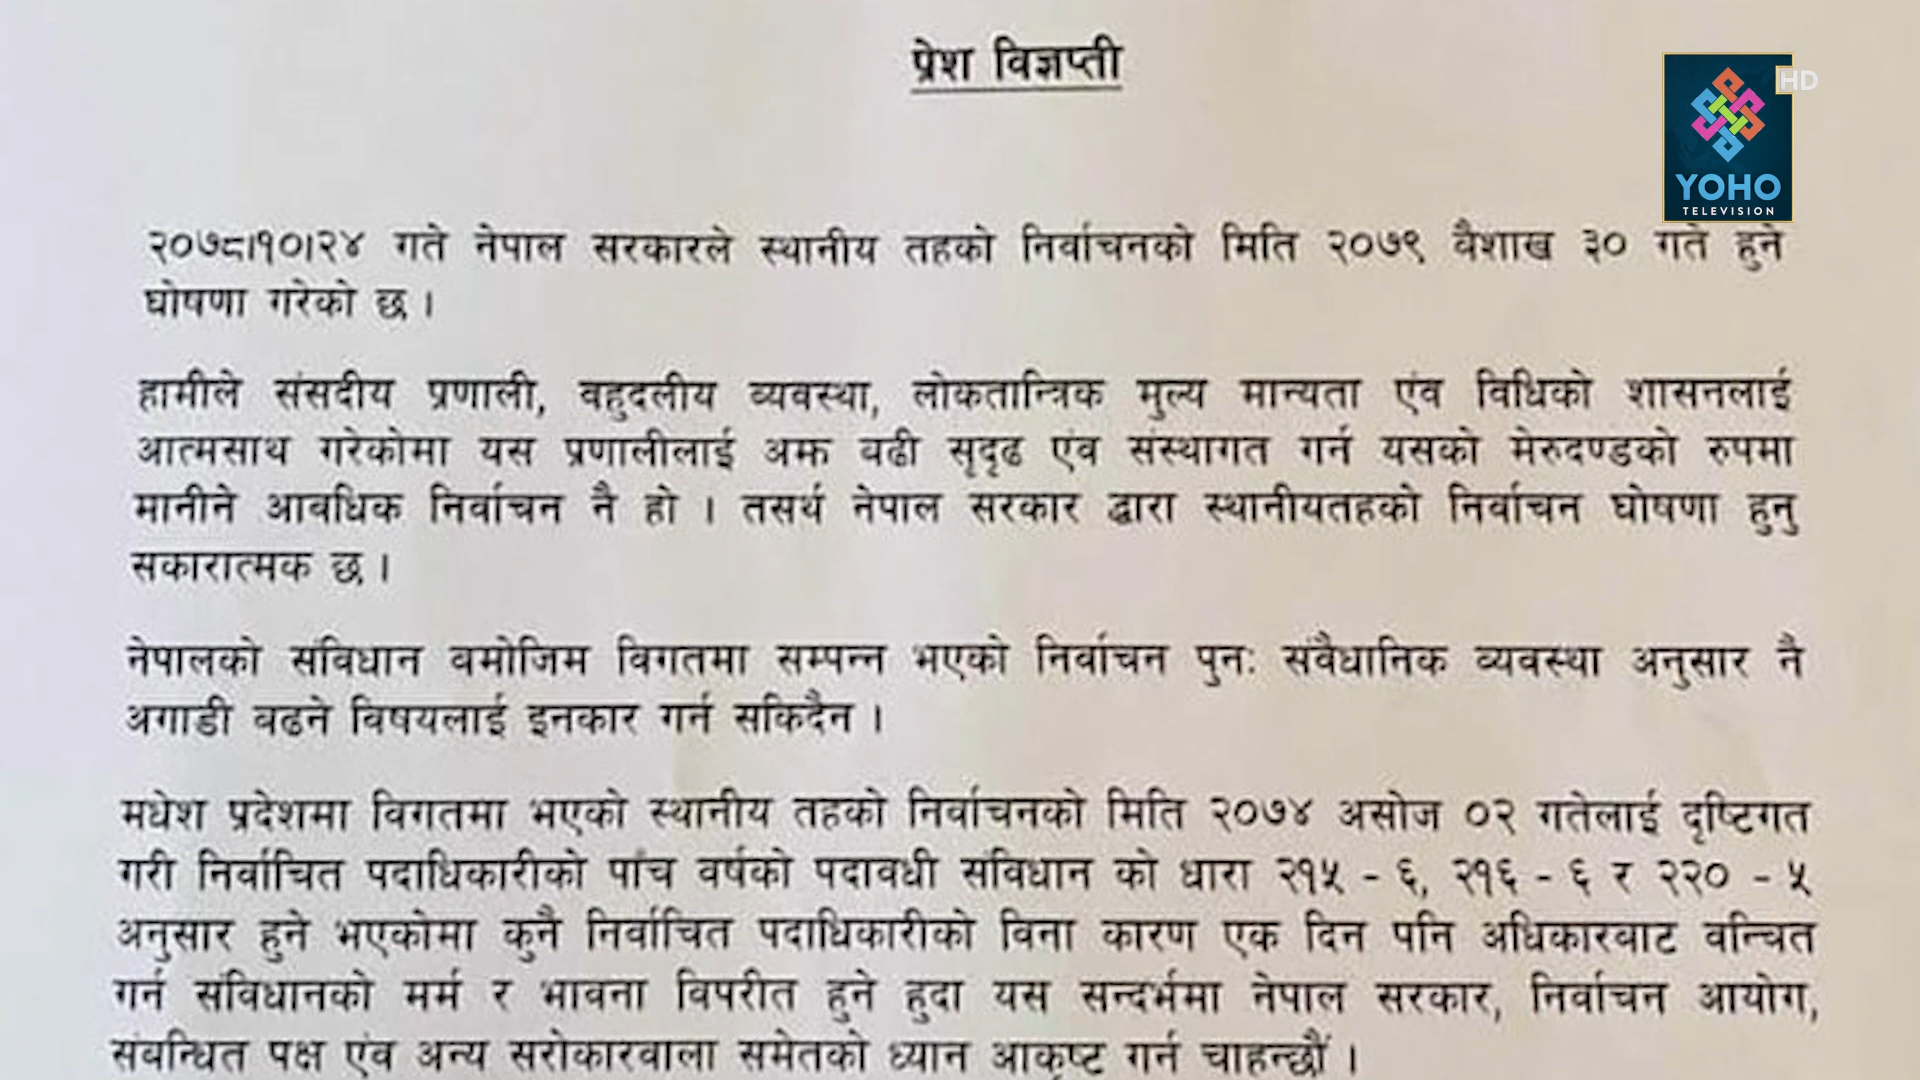 प्रेश विज्ञप्ती
HD
YOHO
TELEVISION
२०७८।१०।२४ गते नेपाल सरकारले स्थानीय तहको निर्वाचनको मिति २०७९ बैशाख ३० गते हुने
घोषणा गरेको छ ।
हामीले संसदीय प्रणाली, वहुदलीय व्यवस्था, लोकतान्त्रिक मुल्य मान्यता एंव विधिको शासनलाई
आत्मसाथ गरेकोमा यस प्रणालीलाई अझ वढी सृदृढ एंव संस्थागत गर्न यसको मेरुदण्डको रुपमा
मानीने आवधिक निर्वाचन नै हो । तसर्थ नेपाल सरकार द्वारा स्थानीयतहको निर्वाचन घोषणा हुनु
सकारात्मक छ ।
नेपालको संविधान वमोजिम विगतमा सम्पन्न भएको निर्वाचन पुनः संवैधानिक व्यवस्था अनुसार नै
अगाडी वढने विषयलाई इनकार गर्न सकिदैन ।
मधेश प्रदेशमा विगतमा भएको स्थानीय तहको निर्वाचनको मिति २०७४ असोज ०२ गतेलाई दृष्टिगत
गरी निर्वाचित पदाधिकारीको पांच वर्षको पदावधी संविधान को धारा २१५ - ६, २१६ - ६ र २२० - ५
अनुसार हुने भएकोमा कुनै निर्वाचित पदाधिकारीको विना कारण एक दिन पनि अधिकारवाट वन्चित
गर्न संविधानको मर्म र भावना विपरीत हुने हुदा यस सन्दर्भमा नेपाल सरकार, निर्वाचन आयोग,
संबन्धित पक्ष एंव अन्य सरोकारवाला समेतको ध्यान आकृष्ट गर्न चाहन्छौं ।